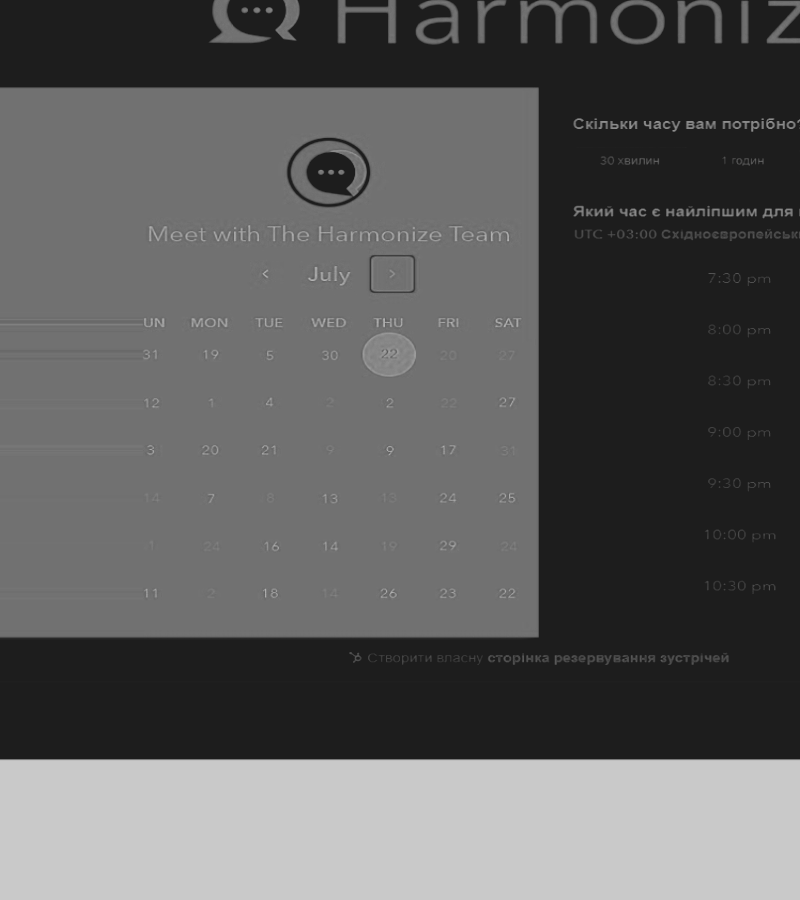 Harmoniz
Meet with The Harmonize Team
< July >
UN MON TUE WED THU FRI SAT
31 19 5 30 22 20 27
12 1 4 2 2 22 27
3 20 21 9 9 17 31
14 7 8 13 13 24 25
1 24 16 14 19 29 24
11 2 18 14 26 23 22
Скільки часу вам потрібно?
30 хвилин 1 годин
Який час є найліпшим для
UTC +03:00 Східноєвропейськ
7:30 pm
8:00 pm
8:30 pm
9:00 pm
9:30 pm
10:00 pm
10:30 pm
Створити власну сторінка резервування зустрічей